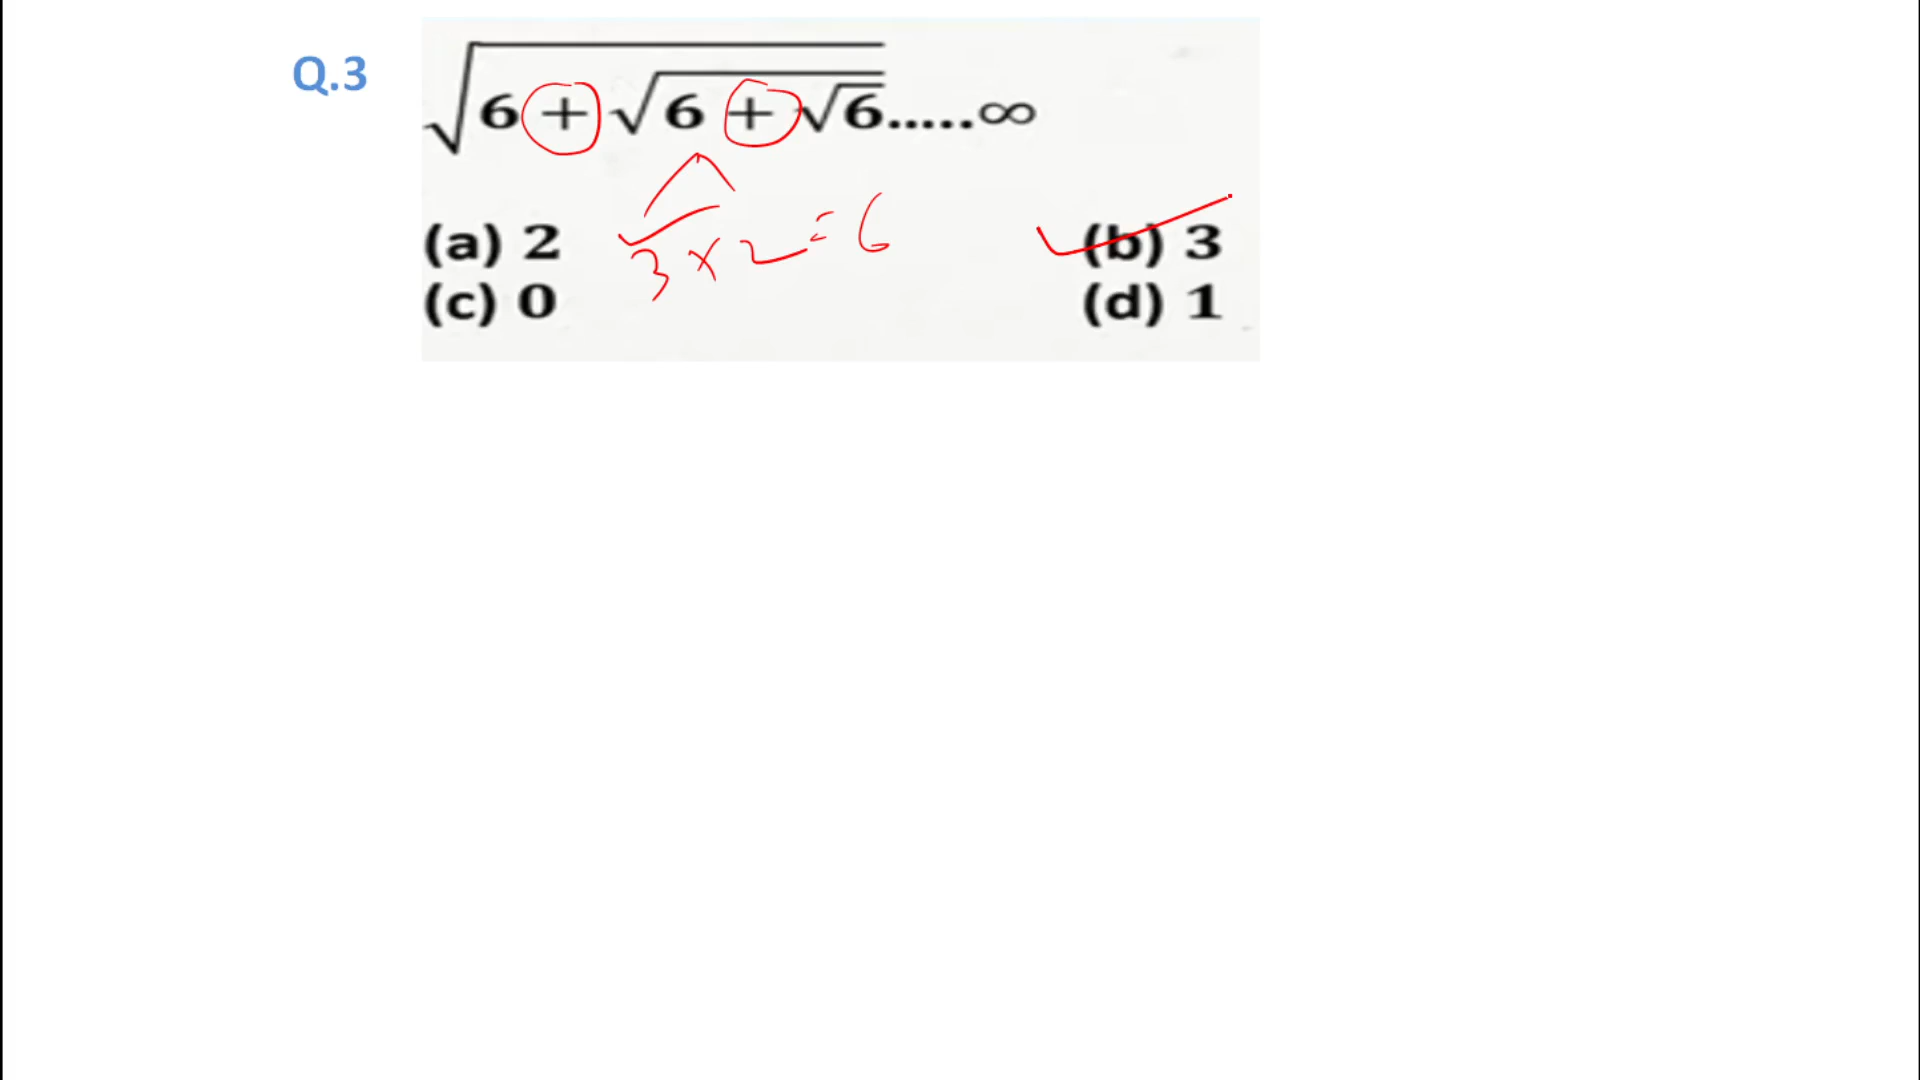 Q.3
√6 + √6 + √6.....∞
(a) 2
3 × 2 = 6
(b) 3
(c) 0
(d) 1